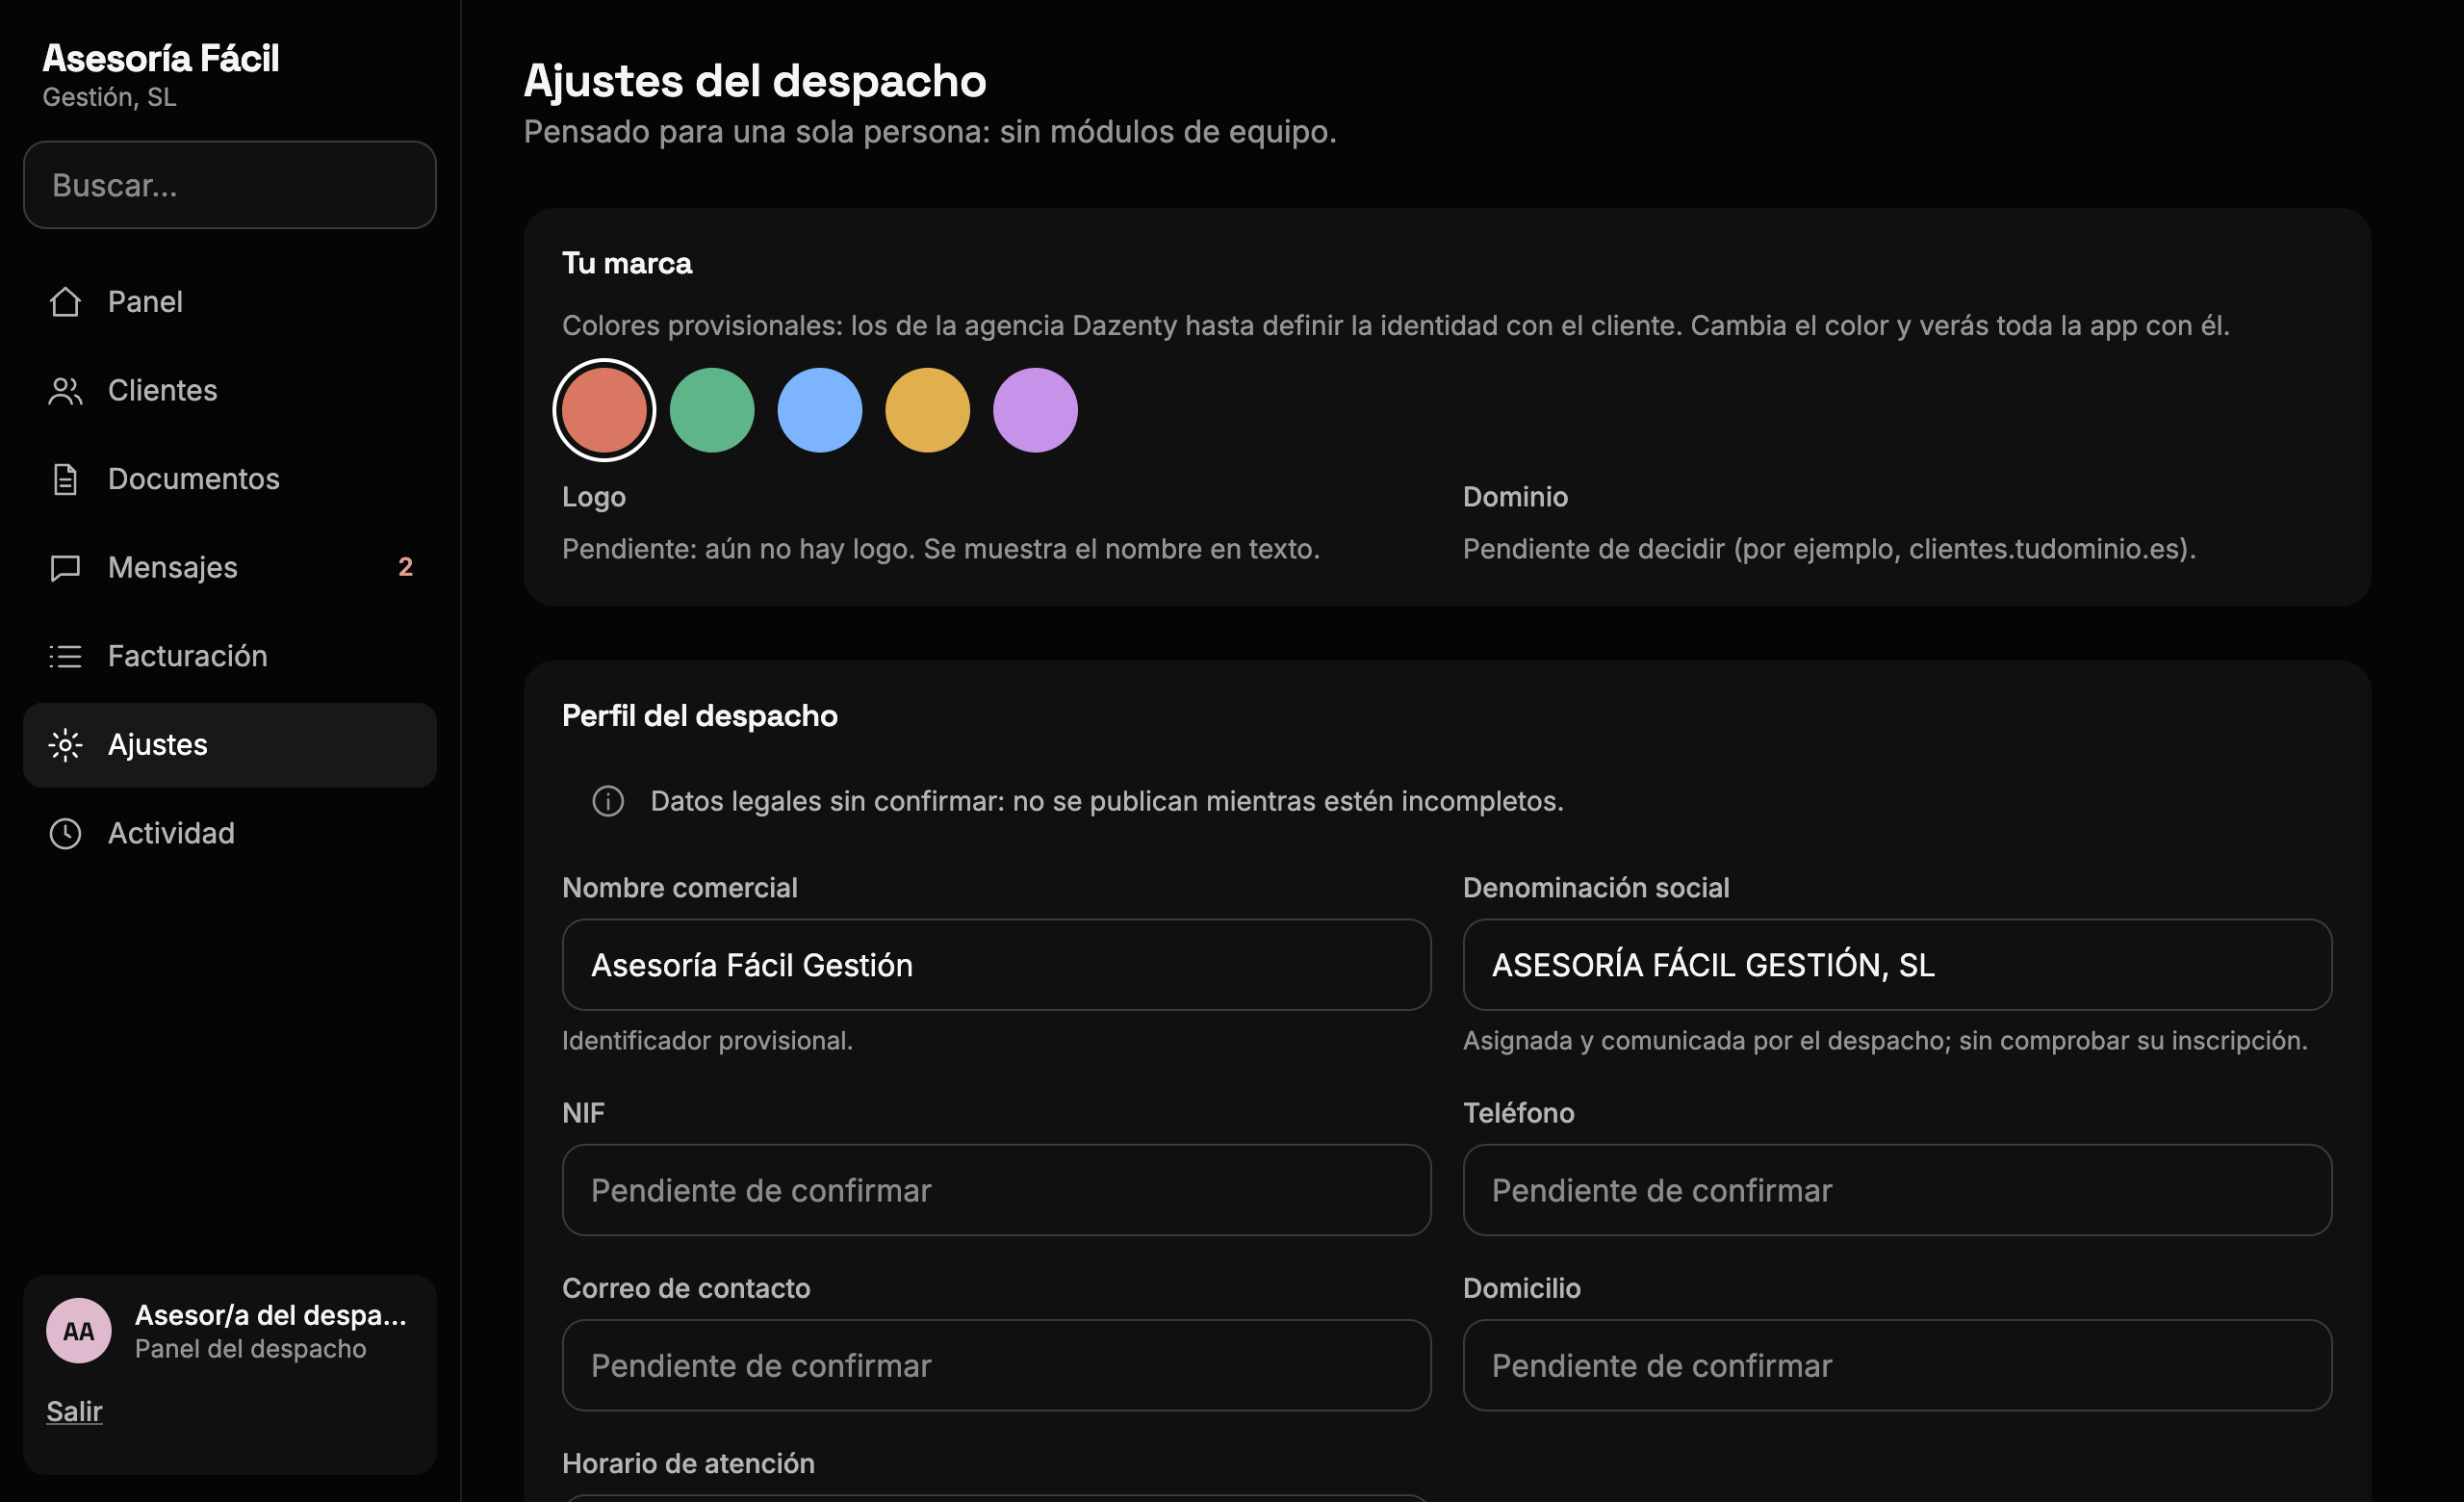 Asesoría Fácil
Gestión, SL
Buscar...
Panel
Clientes
Documentos
Mensajes 2
Facturación
Ajustes
Actividad
AA
Asesor/a del despa...
Panel del despacho
Salir
Ajustes del despacho
Pensado para una sola persona: sin módulos de equipo.
Tu marca
Colores provisionales: los de la agencia Dazenty hasta definir la identidad con el cliente. Cambia el color y verás toda la app con él.
Logo
Pendiente: aún no hay logo. Se muestra el nombre en texto.
Dominio
Pendiente de decidir (por ejemplo, clientes.tudominio.es).
Perfil del despacho
Datos legales sin confirmar: no se publican mientras estén incompletos.
Nombre comercial
Asesoría Fácil Gestión
Identificador provisional.
Denominación social
ASESORÍA FÁCIL GESTIÓN, SL
Asignada y comunicada por el despacho; sin comprobar su inscripción.
NIF
Pendiente de confirmar
Teléfono
Pendiente de confirmar
Correo de contacto
Pendiente de confirmar
Domicilio
Pendiente de confirmar
Horario de atención